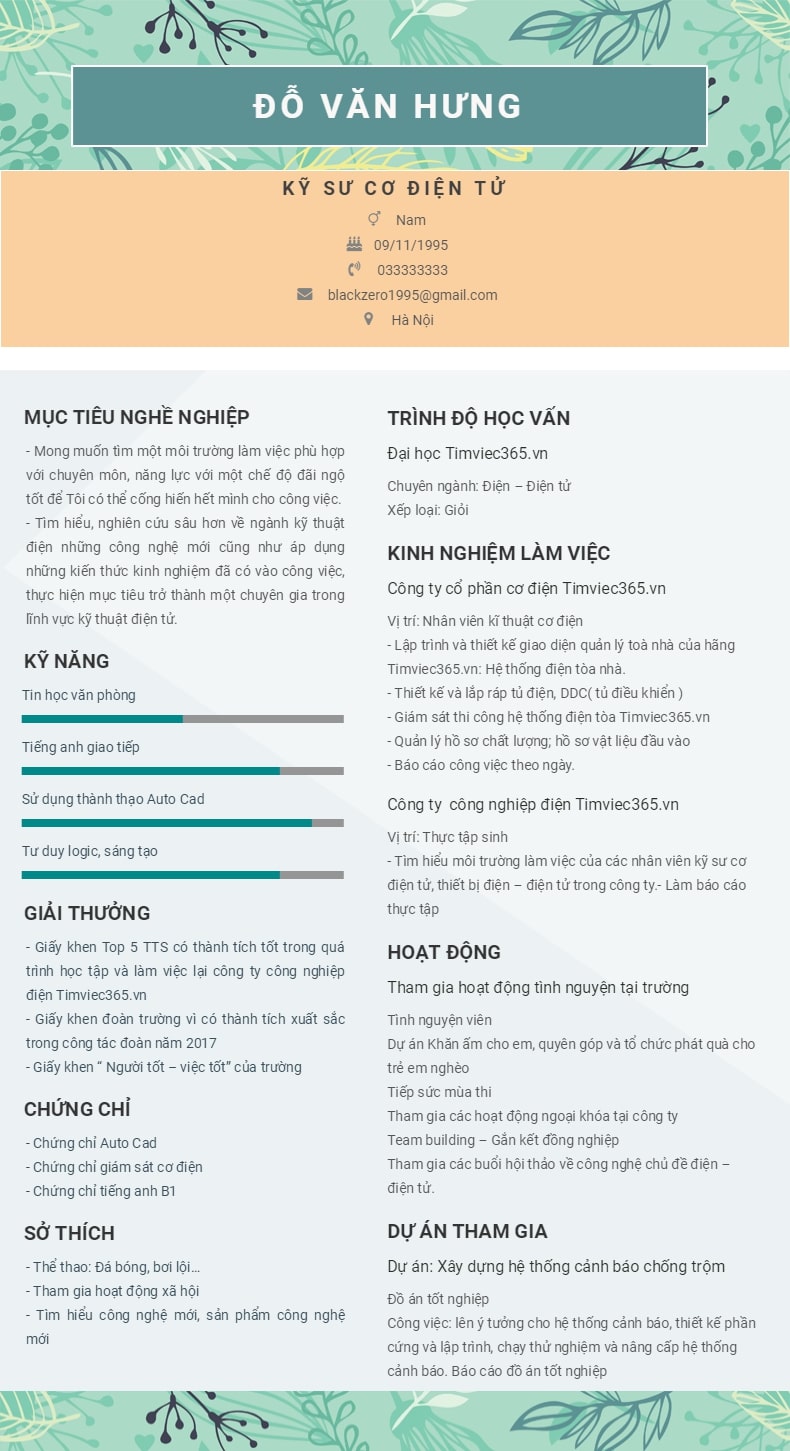 ĐỖ VĂN HƯNG
KỸ SƯ CƠ ĐIỆN TỬ
Nam
09/11/1995
033333333
blackzero1995@gmail.com
Hà Nội
MỤC TIÊU NGHỀ NGHIỆP
- Mong muốn tìm một môi trường làm việc phù hợp
với chuyên môn, năng lực với một chế độ đãi ngộ
tốt để Tôi có thể cống hiến hết mình cho công việc.
- Tìm hiểu, nghiên cứu sâu hơn về ngành kỹ thuật
điện những công nghệ mới cũng như áp dụng
những kiến thức kinh nghiệm đã có vào công việc,
thực hiện mục tiêu trở thành một chuyên gia trong
lĩnh vực kỹ thuật điện tử.
KỸ NĂNG
Tin học văn phòng
Tiếng anh giao tiếp
Sử dụng thành thạo Auto Cad
Tư duy logic, sáng tạo
GIẢI THƯỞNG
- Giấy khen Top 5 TTS có thành tích tốt trong quá
trình học tập và làm việc lại công ty công nghiệp
điện Timviec365.vn
- Giấy khen đoàn trường vì có thành tích xuất sắc
trong công tác đoàn năm 2017
- Giấy khen “ Người tốt – việc tốt” của trường
CHỨNG CHỈ
- Chứng chỉ Auto Cad
- Chứng chỉ giám sát cơ điện
- Chứng chỉ tiếng anh B1
SỞ THÍCH
- Thể thao: Đá bóng, bơi lội...
- Tham gia hoạt động xã hội
- Tìm hiểu công nghệ mới, sản phẩm công nghệ
mới
TRÌNH ĐỘ HỌC VẤN
Đại học Timviec365.vn
Chuyên ngành: Điện – Điện tử
Xếp loại: Giỏi
KINH NGHIỆM LÀM VIỆC
Công ty cổ phần cơ điện Timviec365.vn
Vị trí: Nhân viên kĩ thuật cơ điện
- Lập trình và thiết kế giao diện quản lý toà nhà của hãng
Timviec365.vn: Hệ thống điện tòa nhà.
- Thiết kế và lắp ráp tủ điện, DDC( tủ điều khiển )
- Giám sát thi công hệ thống điện tòa Timviec365.vn
- Quản lý hồ sơ chất lượng; hồ sơ vật liệu đầu vào
- Báo cáo công việc theo ngày.
Công ty  công nghiệp điện Timviec365.vn
Vị trí: Thực tập sinh
- Tìm hiểu môi trường làm việc của các nhân viên kỹ sư cơ
điện tử, thiết bị điện – điện tử trong công ty.- Làm báo cáo
thực tập
HOẠT ĐỘNG
Tham gia hoạt động tình nguyện tại trường
Tình nguyện viên
Dự án Khăn ấm cho em, quyên góp và tổ chức phát quà cho
trẻ em nghèo
Tiếp sức mùa thi
Tham gia các hoạt động ngoại khóa tại công ty
Team building – Gắn kết đồng nghiệp
Tham gia các buổi hội thảo về công nghệ chủ đề điện –
điện tử.
DỰ ÁN THAM GIA
Dự án: Xây dựng hệ thống cảnh báo chống trộm
Đồ án tốt nghiệp
Công việc: lên ý tưởng cho hệ thống cảnh báo, thiết kế phần
cứng và lập trình, chạy thử nghiệm và nâng cấp hệ thống
cảnh báo. Báo cáo đồ án tốt nghiệp